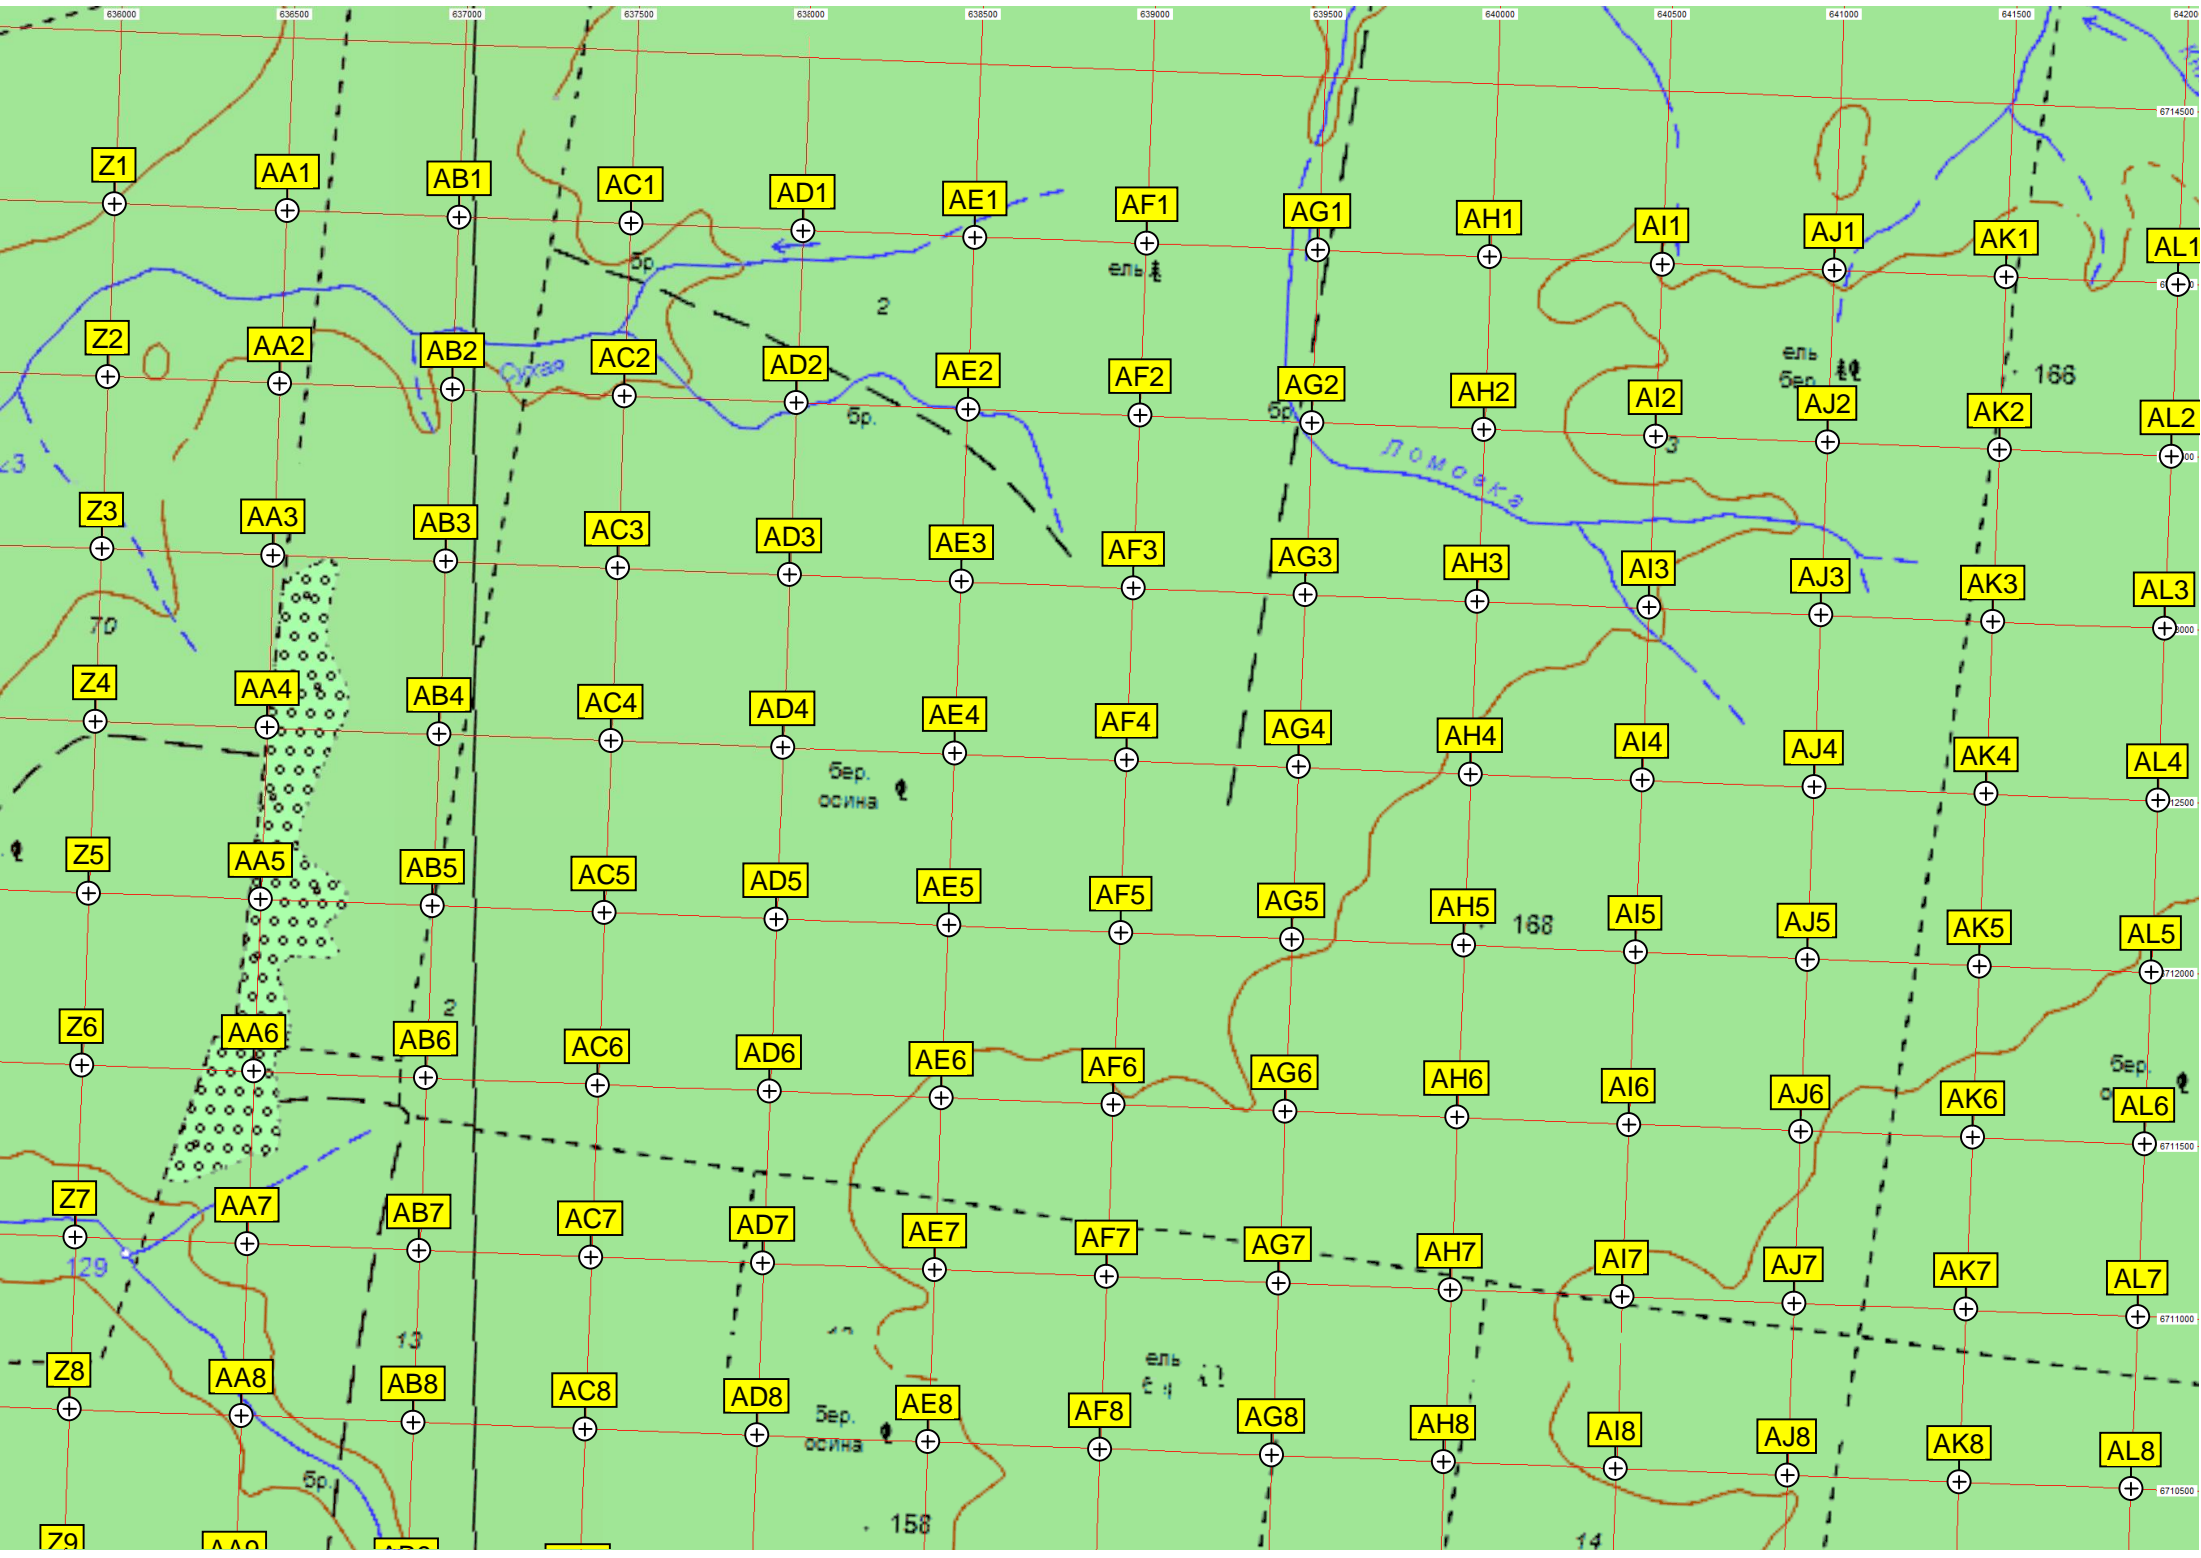 636000 636500 637000 637500 638000 638500 639000 639500 640000 640500 641000 641500 642000
6714500
Z1 AA1 AB1 AC1 AD1 AE1 AF1 AG1 AH1 AI1 AJ1 AK1 AL1
бр.
ель
2
Z2 AA2 AB2 AC2 AD2 AE2 AF2 AG2 AH2 AI2 AJ2 AK2 AL2
Сухая
ель
бер.
166
бр.
бр.
Ломовка
3
Z3 AA3 AB3 AC3 AD3 AE3 AF3 AG3 AH3 AI3 AJ3 AK3 AL3
70
Z4 AA4 AB4 AC4 AD4 AE4 AF4 AG4 AH4 AI4 AJ4 AK4 AL4
бер.
осина
Z5 AA5 AB5 AC5 AD5 AE5 AF5 AG5 AH5 AI5 AJ5 AK5 AL5
168
2
Z6 AA6 AB6 AC6 AD6 AE6 AF6 AG6 AH6 AI6 AJ6 AK6 AL6
бер.
6711500
Z7 AA7 AB7 AC7 AD7 AE7 AF7 AG7 AH7 AI7 AJ7 AK7 AL7
129
6711000
13
ель
Z8 AA8 AB8 AC8 AD8 AE8 AF8 AG8 AH8 AI8 AJ8 AK8 AL8
бер.
осина
бр.
6710500
158
14
Z9 AA9